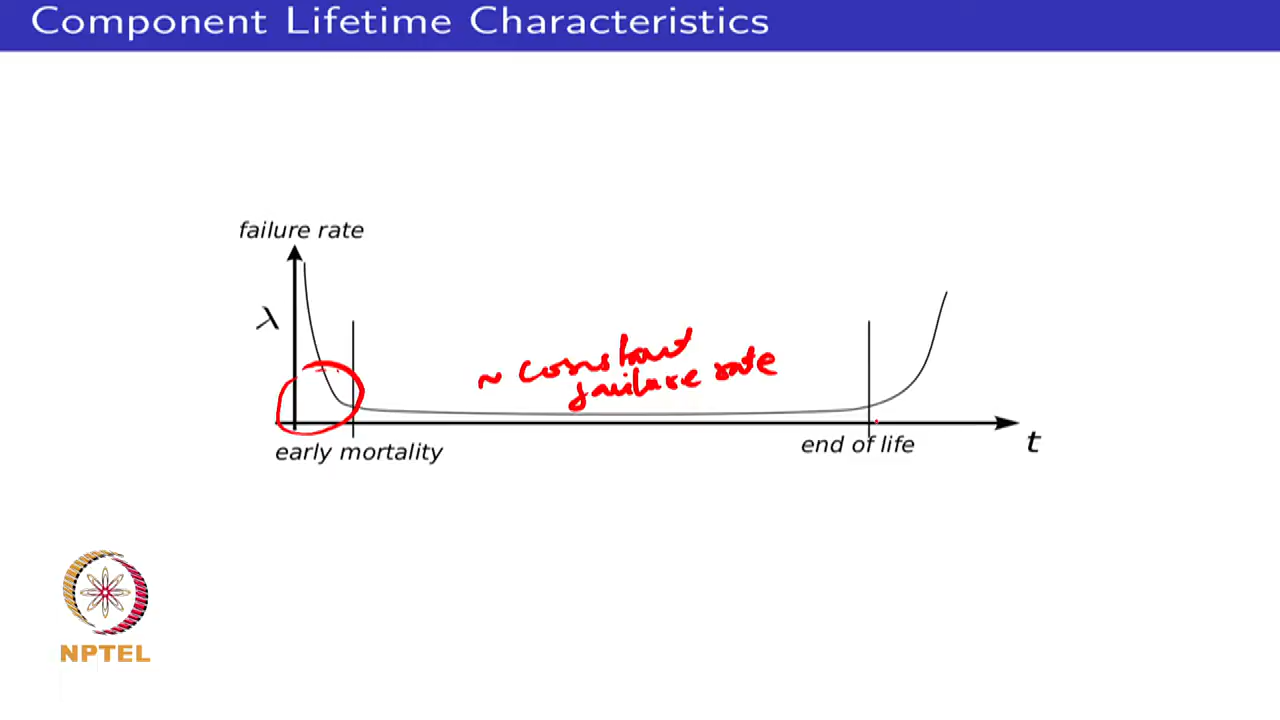 Component Lifetime Characteristics
failure rate
λ
~ constant
failure rate
early mortality
end of life
t
NPTEL